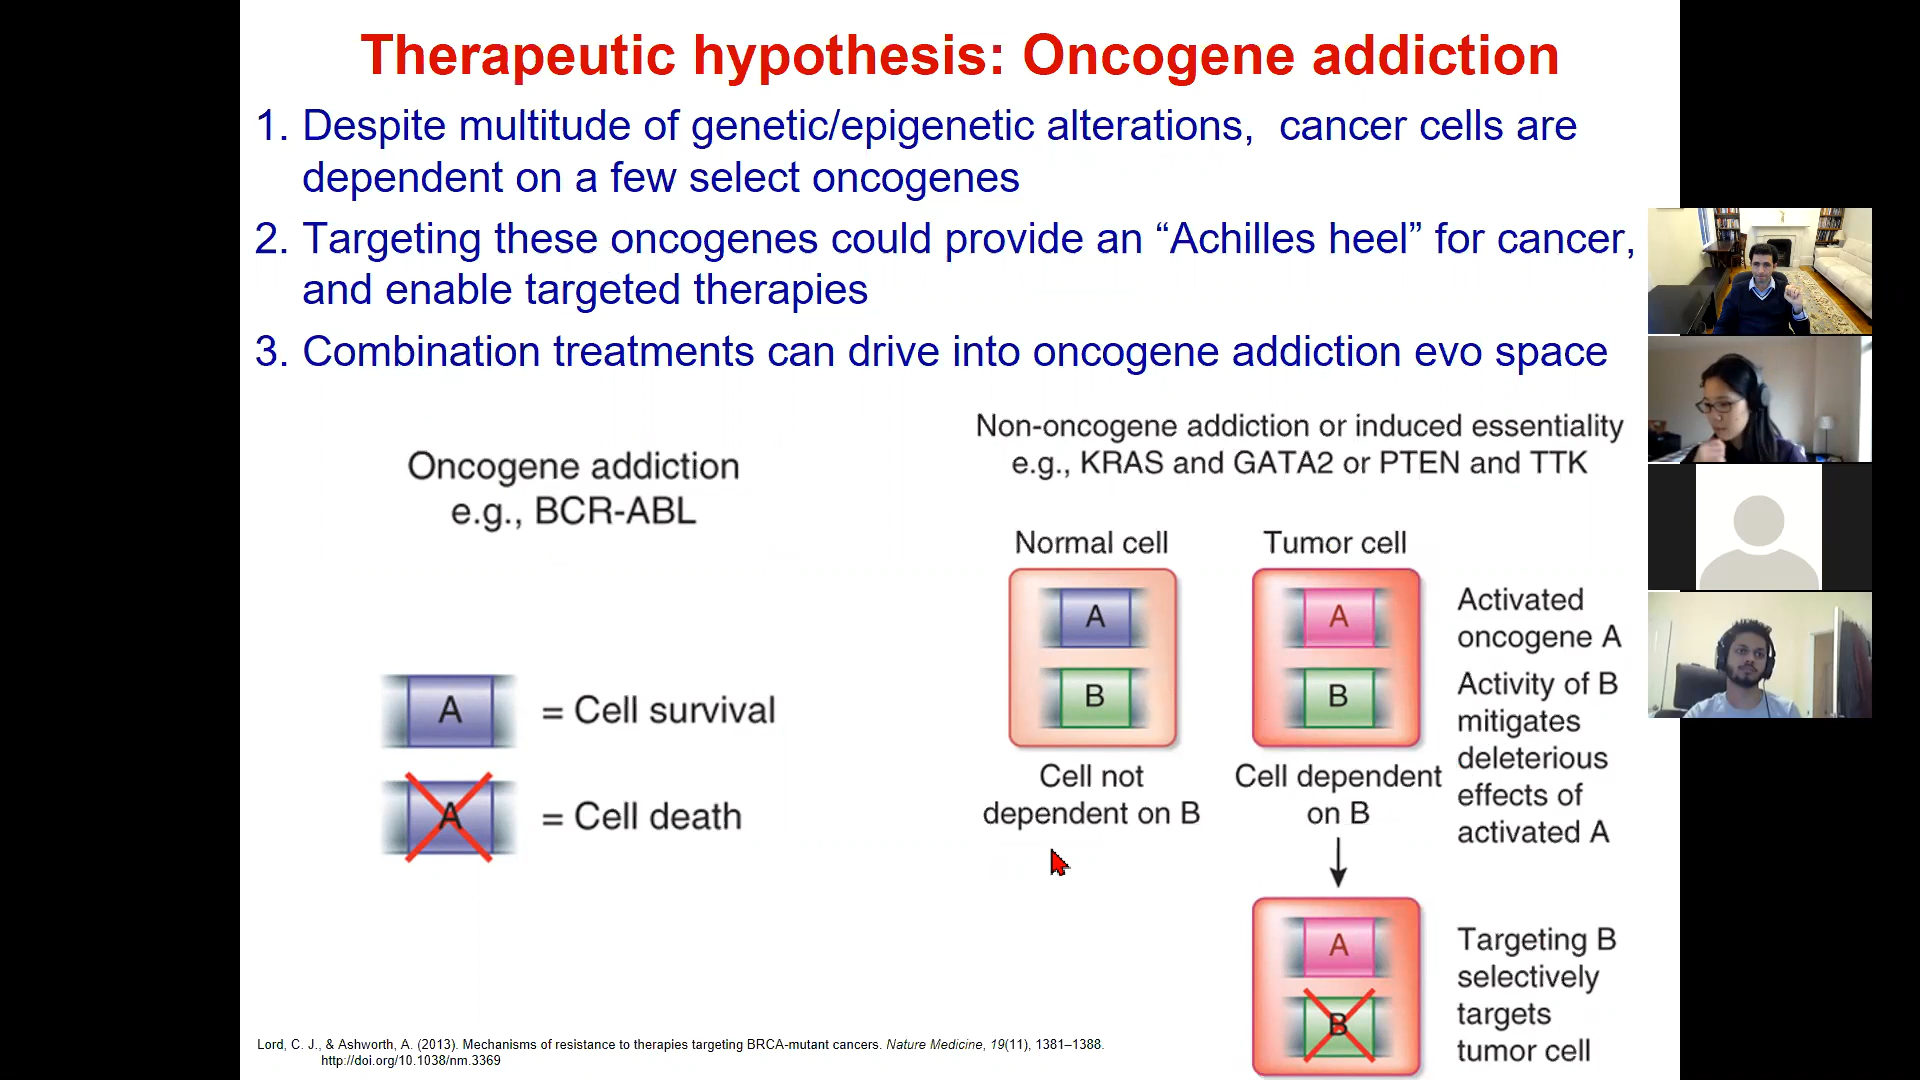 Therapeutic hypothesis: Oncogene addiction
1. Despite multitude of genetic/epigenetic alterations, cancer cells are
dependent on a few select oncogenes
2. Targeting these oncogenes could provide an “Achilles heel” for cancer,
and enable targeted therapies
3. Combination treatments can drive into oncogene addiction evo space
Oncogene addiction
e.g., BCR-ABL
A = Cell survival
A = Cell death
Non-oncogene addiction or induced essentiality
e.g., KRAS and GATA2 or PTEN and TTK
Normal cell
A
B
Cell not
dependent on B
Tumor cell
A
B
Cell dependent
on B
Activated
oncogene A
Activity of B
mitigates
deleterious
effects of
activated A
A
B
Targeting B
selectively
targets
tumor cell
Lord, C. J., & Ashworth, A. (2013). Mechanisms of resistance to therapies targeting BRCA-mutant cancers. Nature Medicine, 19(11), 1381–1388.
http://doi.org/10.1038/nm.3369